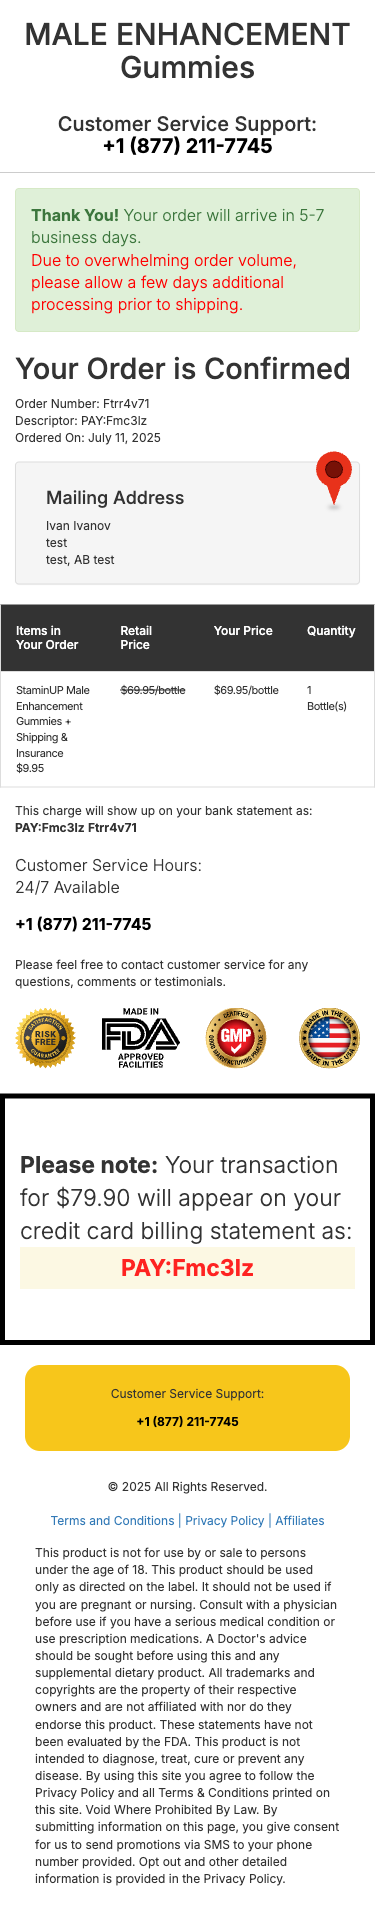 MALE ENHANCEMENT
Gummies
Customer Service Support:
+1 (877) 211-7745
Thank You! Your order will arrive in 5-7
business days.
Due to overwhelming order volume,
please allow a few days additional
processing prior to shipping.
Your Order is Confirmed
Order Number: Ftrr4v71
Descriptor: PAY:Fmc3lz
Ordered On: July 11, 2025
Mailing Address
Ivan Ivanov
test
test, AB test
Items in
Your Order
Retail
Price
Your Price
Quantity
StaminUP Male
Enhancement
Gummies +
Shipping &
Insurance
$9.95
$69.95/bottle
$69.95/bottle
1
Bottle(s)
This charge will show up on your bank statement as:
PAY:Fmc3lz Ftrr4v71
Customer Service Hours:
24/7 Available
+1 (877) 211-7745
Please feel free to contact customer service for any
questions, comments or testimonials.
SATISFACTION
RISK
FREE
GUARANTEE
MADE IN
FDA
APPROVED
FACILITIES
CERTIFIED
GMP
GOOD MANUFACTURING PRACTICE
MADE IN THE USA
MADE IN THE USA
Please note: Your transaction
for $79.90 will appear on your
credit card billing statement as:
PAY:Fmc3lz
Customer Service Support:
+1 (877) 211-7745
© 2025 All Rights Reserved.
Terms and Conditions | Privacy Policy | Affiliates
This product is not for use by or sale to persons
under the age of 18. This product should be used
only as directed on the label. It should not be used if
you are pregnant or nursing. Consult with a physician
before use if you have a serious medical condition or
use prescription medications. A Doctor's advice
should be sought before using this and any
supplemental dietary product. All trademarks and
copyrights are the property of their respective
owners and are not affiliated with nor do they
endorse this product. These statements have not
been evaluated by the FDA. This product is not
intended to diagnose, treat, cure or prevent any
disease. By using this site you agree to follow the
Privacy Policy and all Terms & Conditions printed on
this site. Void Where Prohibited By Law. By
submitting information on this page, you give consent
for us to send promotions via SMS to your phone
number provided. Opt out and other detailed
information is provided in the Privacy Policy.